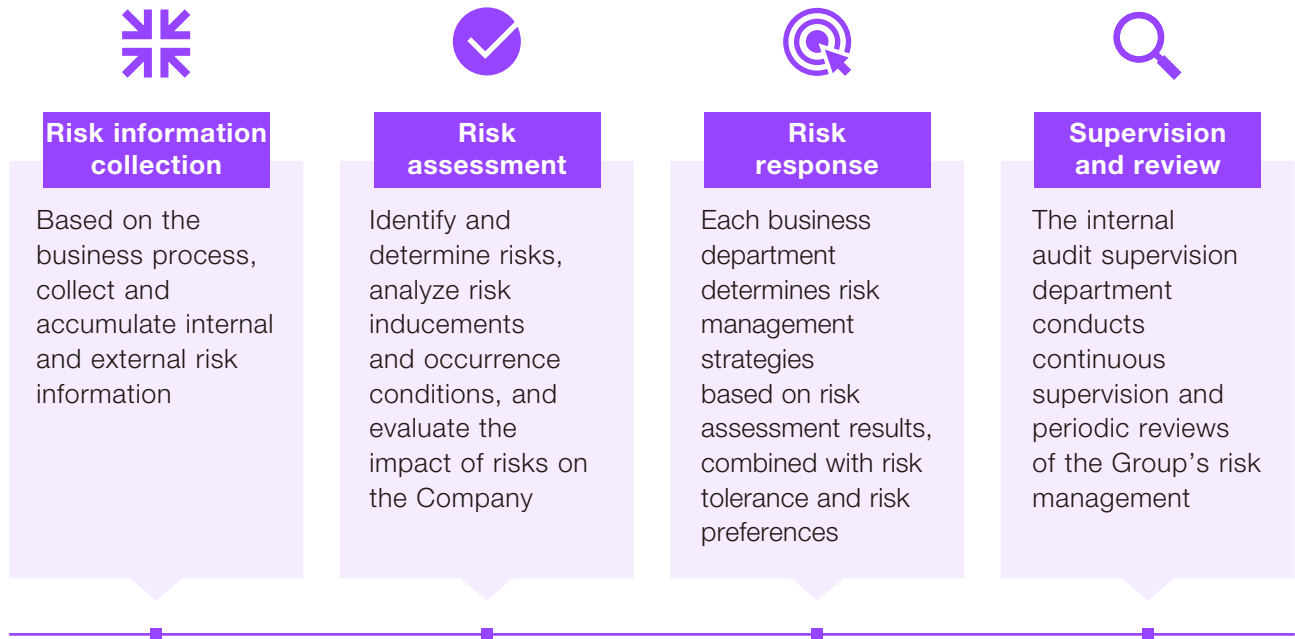 Risk information
collection
Based on the
business process,
collect and
accumulate internal
and external risk
information
Risk
assessment
Identify and
determine risks,
analyze risk
inducements
and occurrence
conditions, and
evaluate the
impact of risks on
the Company
Risk
response
Each business
department
determines risk
management
strategies
based on risk
assessment results,
combined with risk
tolerance and risk
preferences
Supervision
and review
The internal
audit supervision
department
conducts
continuous
supervision and
periodic reviews
of the Group’s risk
management